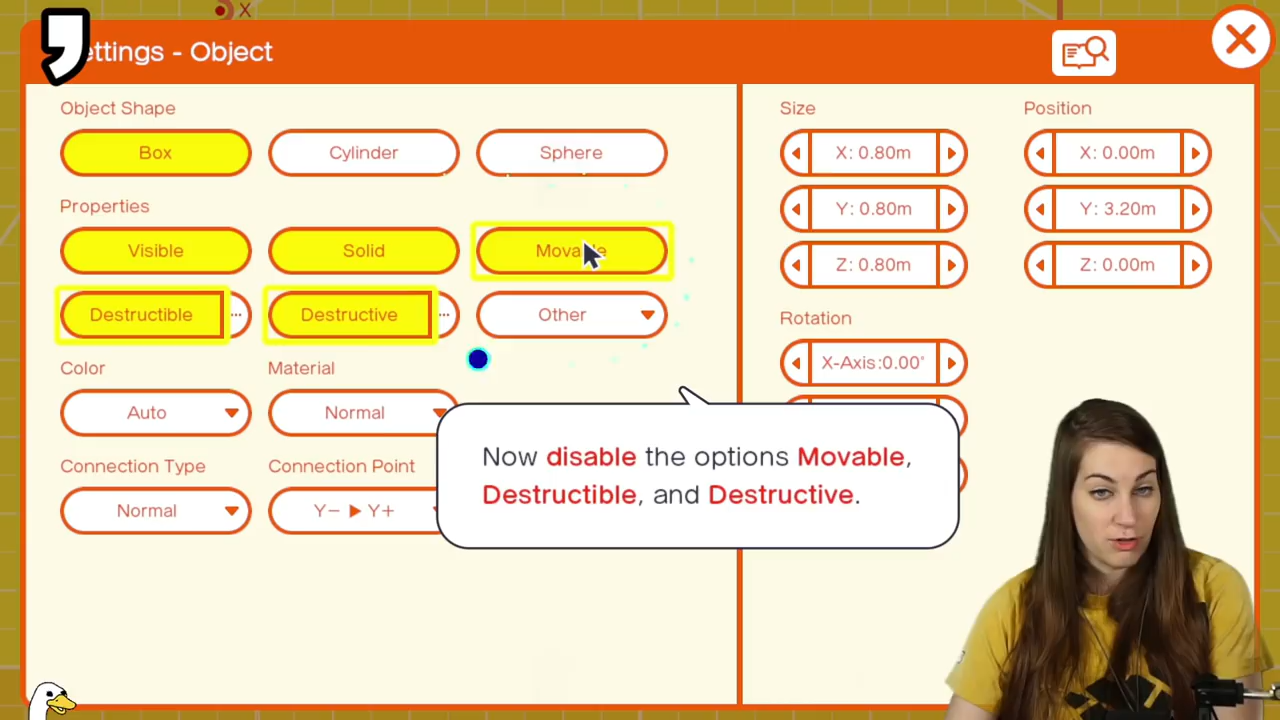 X
ettings - Object
Object Shape
Box
Cylinder
Sphere
Properties
Visible
Solid
Movable
Destructible
...
Destructive
...
Other
Color
Material
Auto
Normal
Connection Type
Connection Point
Normal
Y− ▶ Y+
Size
Position
X: 0.80m
X: 0.00m
Y: 0.80m
Y: 3.20m
Z: 0.80m
Z: 0.00m
Rotation
X-Axis:0.00°
Now disable the options Movable,
Destructible, and Destructive.